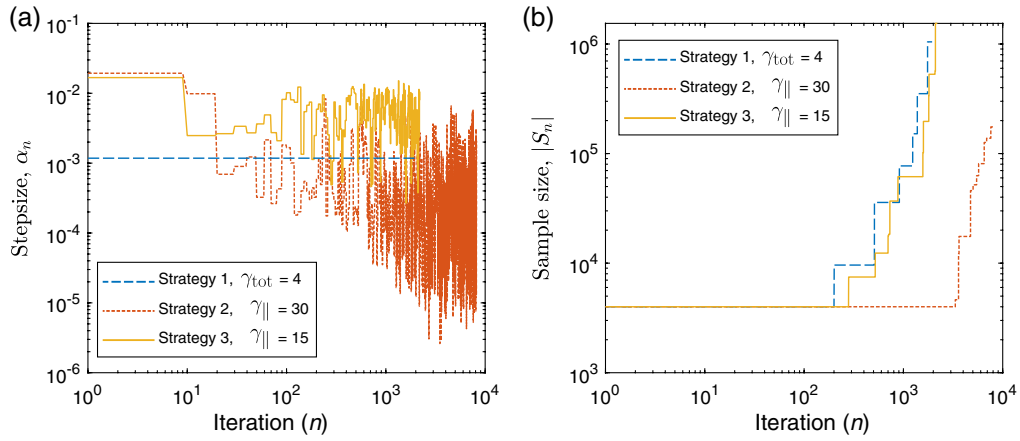 (a)
10^-1
10^-2
10^-3
10^-4
10^-5
10^-6
Stepsize, α_n
Strategy 1, γ_tot = 4
Strategy 2, γ_∥ = 30
Strategy 3, γ_∥ = 15
10^0 10^1 10^2 10^3 10^4
Iteration (n)
(b)
10^6
10^5
10^4
10^3
Sample size, |S_n|
Strategy 1, γ_tot = 4
Strategy 2, γ_∥ = 30
Strategy 3, γ_∥ = 15
10^0 10^1 10^2 10^3 10^4
Iteration (n)